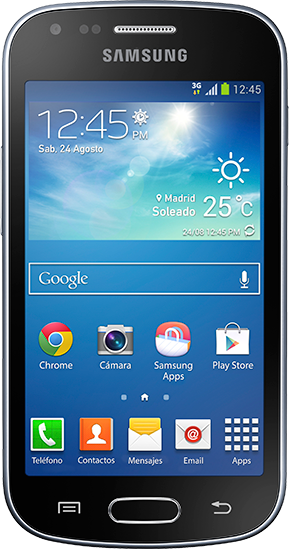 SAMSUNG
3G 12:45
12:45 PM
Sab. 24 Agosto
Madrid
Soleado 25°C
24/08 12:45 PM
Google
Chrome
Cámara
Samsung Apps
Play Store
Teléfono
Contactos
Mensajes
Email
Apps